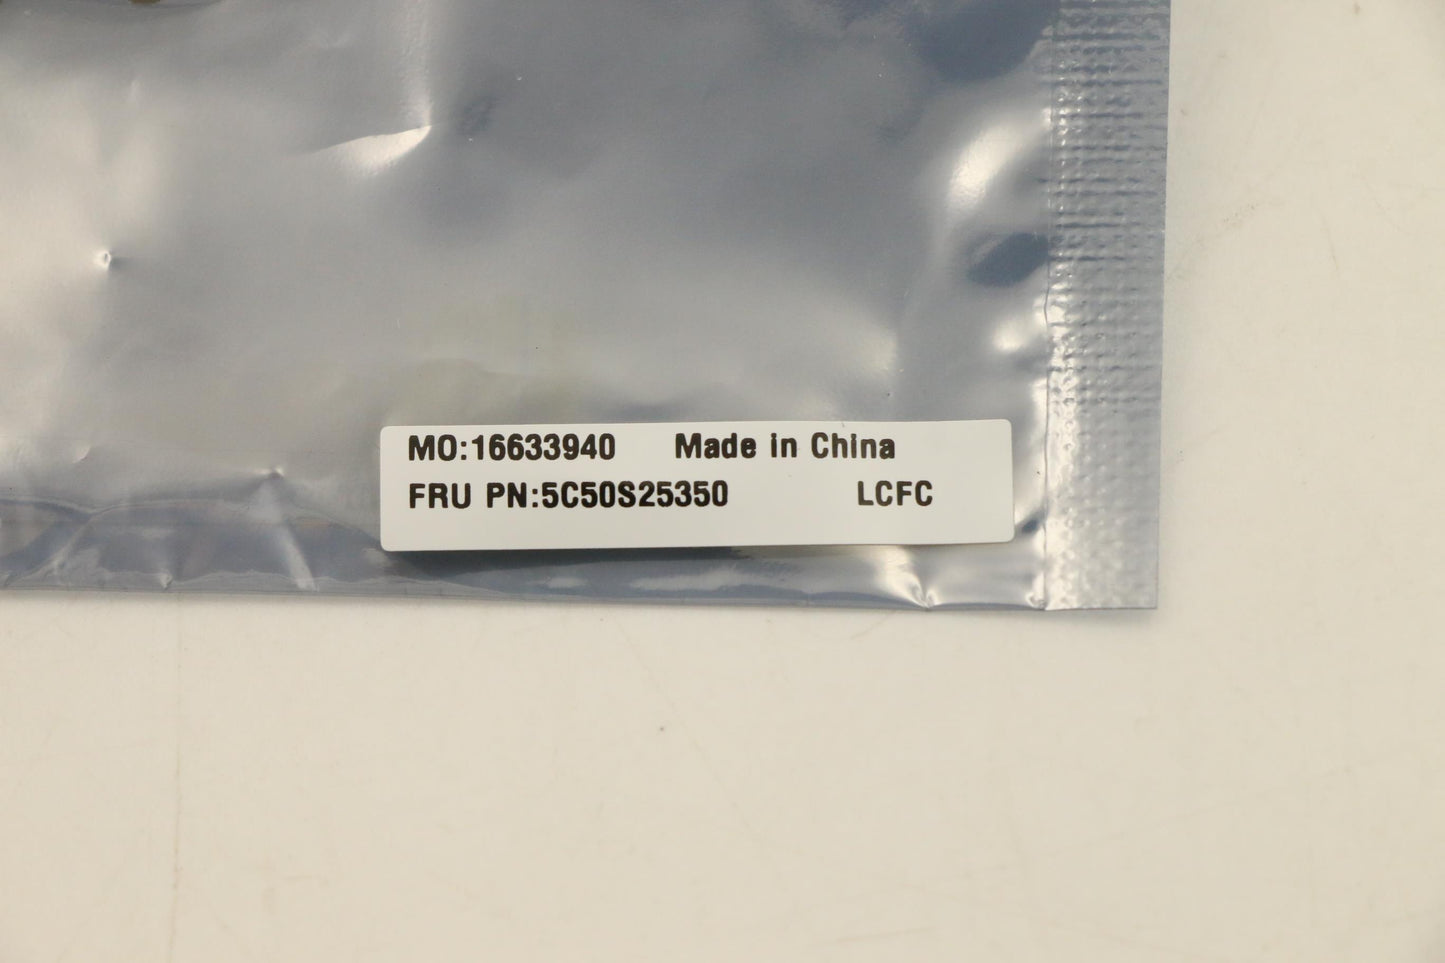 MO:16633940 Made in China
FRU PN:5C50S25350 LCFC